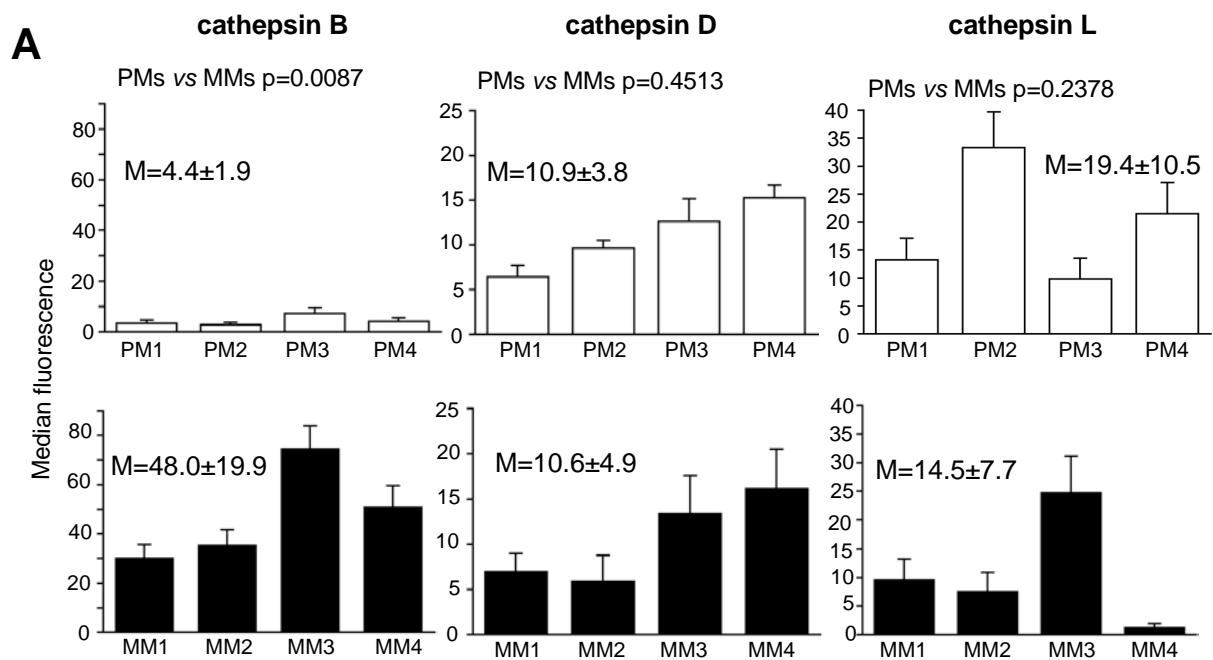 A
cathepsin B
cathepsin D
cathepsin L
PMs vs MMs p=0.0087
PMs vs MMs p=0.4513
PMs vs MMs p=0.2378
Median fluorescence
80
60
40
20
0
M=4.4±1.9
PM1 PM2 PM3 PM4
25
20
15
10
5
0
M=10.9±3.8
PM1 PM2 PM3 PM4
40
35
30
25
20
15
10
5
0
M=19.4±10.5
PM1 PM2 PM3 PM4
80
60
40
20
0
M=48.0±19.9
MM1 MM2 MM3 MM4
25
20
15
10
5
0
M=10.6±4.9
MM1 MM2 MM3 MM4
40
35
30
25
20
15
10
5
0
M=14.5±7.7
MM1 MM2 MM3 MM4